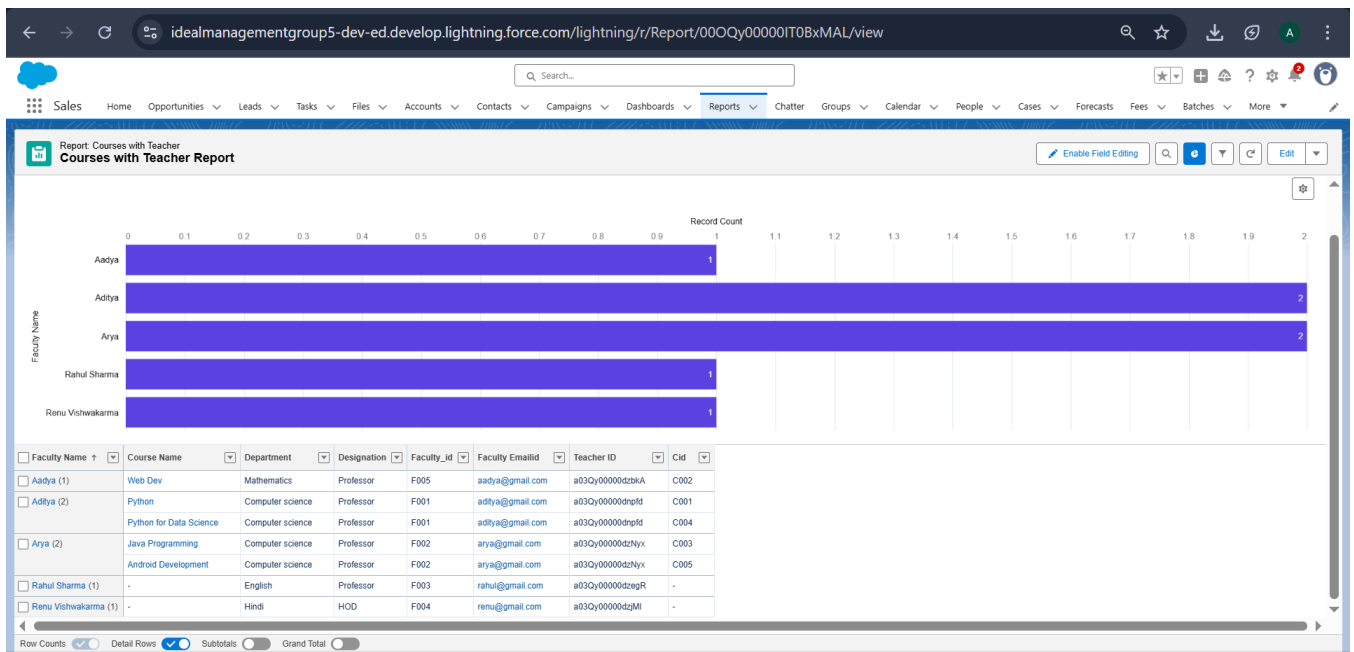 idealmanagementgroup5-dev-ed.develop.lightning.force.com/lightning/r/Report/00OQy00000IT0BxMAL/view A
Search... 2
Sales Home Opportunities Leads Tasks Files Accounts Contacts Campaigns Dashboards Reports Chatter Groups Calendar People Cases Forecasts Fees Batches More
Report: Courses with Teacher
Courses with Teacher Report
Enable Field Editing Edit
Record Count
0 0.1 0.2 0.3 0.4 0.5 0.6 0.7 0.8 0.9 1 1.1 1.2 1.3 1.4 1.5 1.6 1.7 1.8 1.9 2
Faculty Name
Aadya 1
Aditya 2
Arya 2
Rahul Sharma 1
Renu Vishwakarma 1
Faculty Name ↑ Course Name Department Designation Faculty_id Faculty Emailid Teacher ID Cid
Aadya (1) Web Dev Mathematics Professor F005 aadya@gmail.com a03Qy00000dzbkA C002
Aditya (2) Python Computer science Professor F001 aditya@gmail.com a03Qy00000dnpfd C001
Python for Data Science Computer science Professor F001 aditya@gmail.com a03Qy00000dnpfd C004
Arya (2) Java Programming Computer science Professor F002 arya@gmail.com a03Qy00000dzNyx C003
Android Development Computer science Professor F002 arya@gmail.com a03Qy00000dzNyx C005
Rahul Sharma (1) - English Professor F003 rahul@gmail.com a03Qy00000dzegR -
Renu Vishwakarma (1) - Hindi HOD F004 renu@gmail.com a03Qy00000dzjMI -
Row Counts Detail Rows Subtotals Grand Total